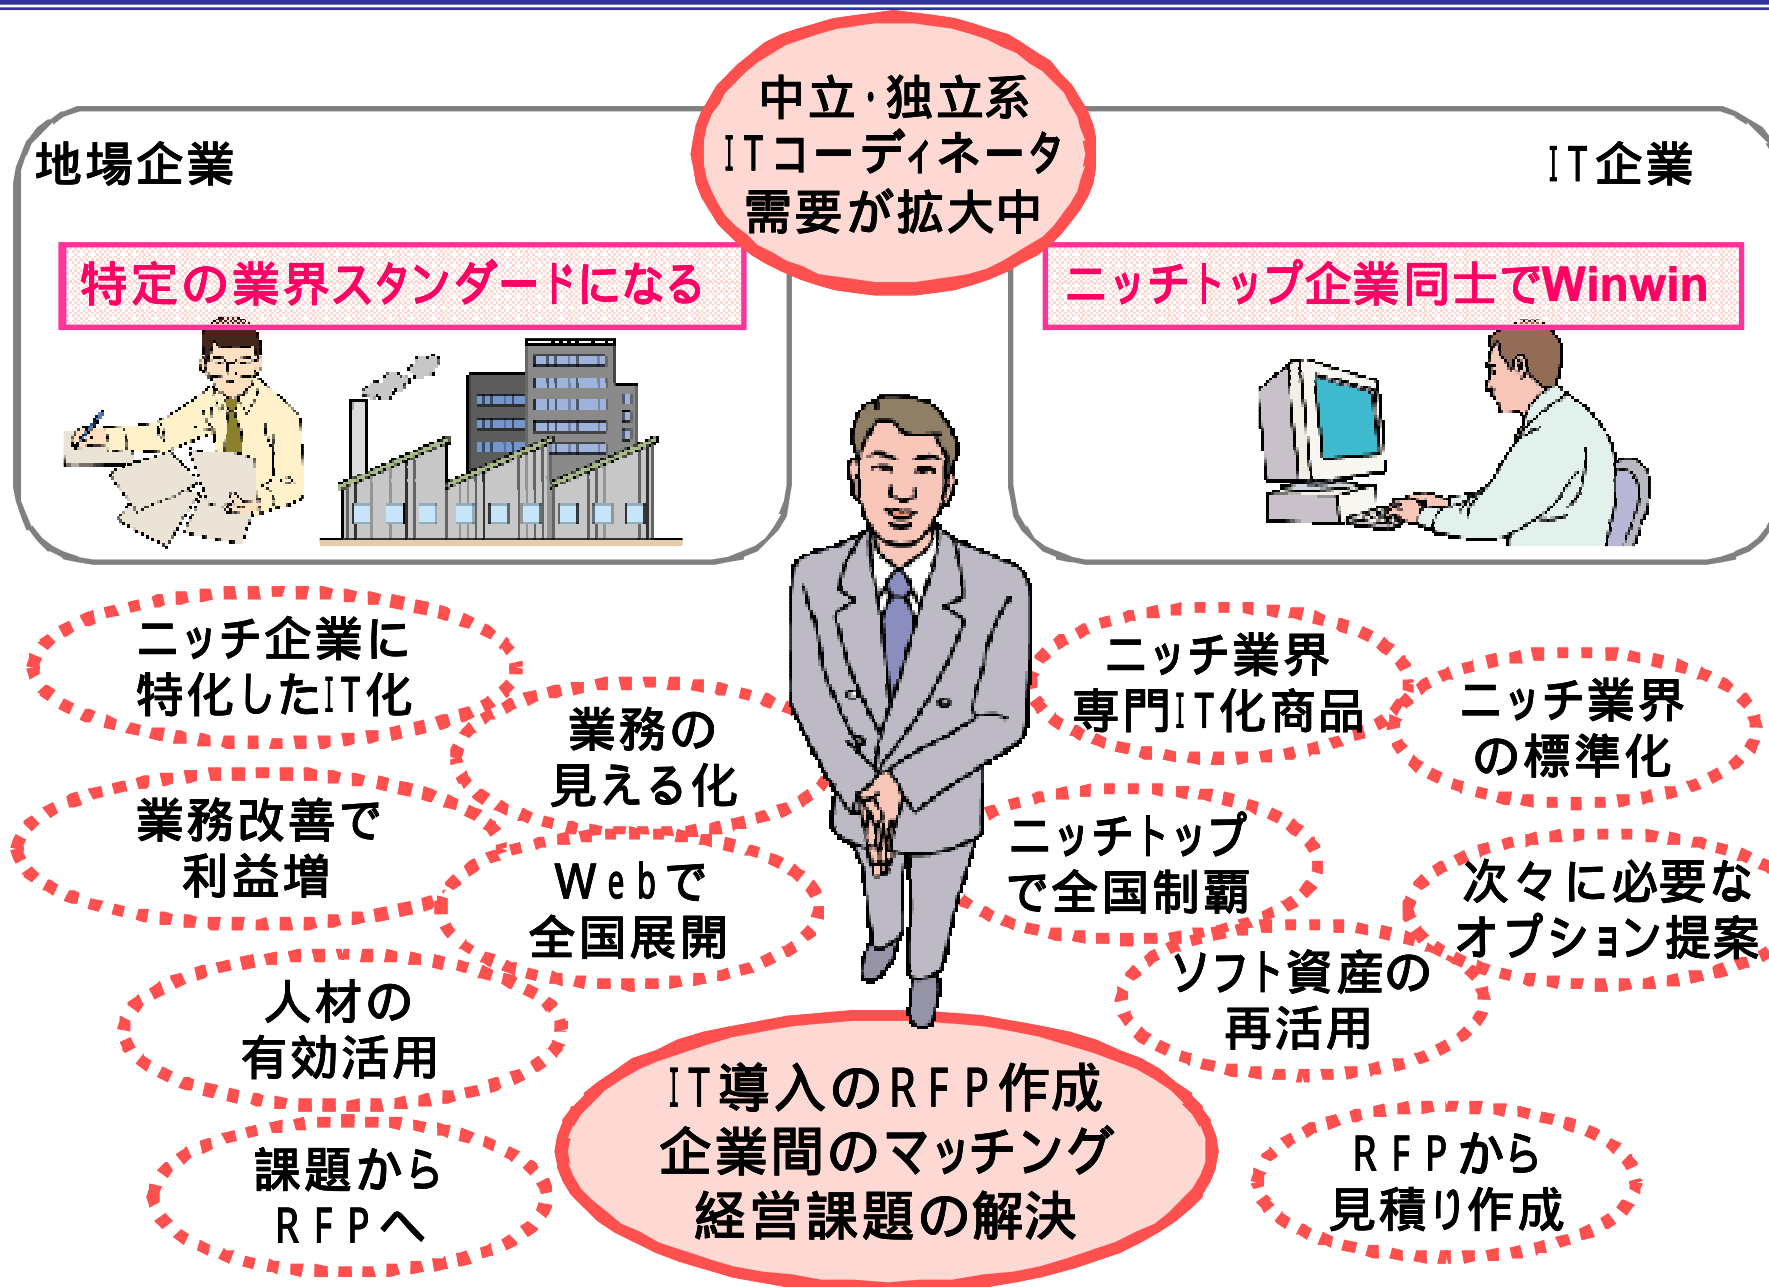 中立・独立系
ITコーディネータ
需要が拡大中
地場企業
特定の業界スタンダードになる
IT企業
ニッチトップ企業同士でWinwin
ニッチ企業に
特化したIT化
業務の
見える化
業務改善で
利益増
Webで
全国展開
人材の
有効活用
課題から
RFPへ
ニッチ業界
専門IT化商品
ニッチ業界
の標準化
ニッチトップ
で全国制覇
次々に必要な
オプション提案
ソフト資産の
再活用
RFPから
見積り作成
IT導入のRFP作成
企業間のマッチング
経営課題の解決